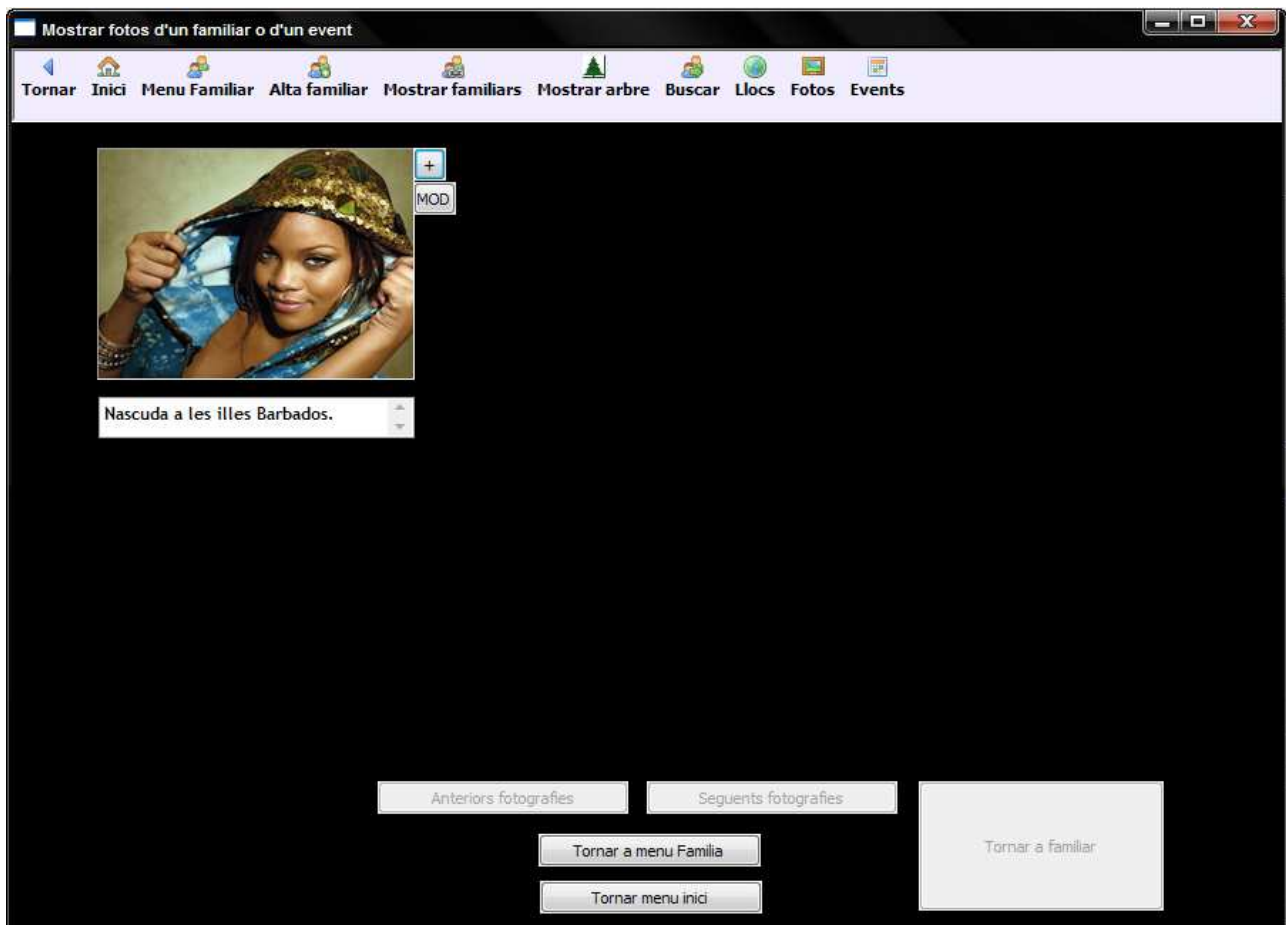 Mostrar fotos d'un familiar o d'un event
Tornar Inici Menu Familiar Alta familiar Mostrar familiars Mostrar arbre Buscar Llocs Fotos Events
+
MOD
Nascuda a les illes Barbados.
Anteriors fotografies Seguents fotografies
Tornar a familiar
Tornar a menu Familia
Tornar menu inici